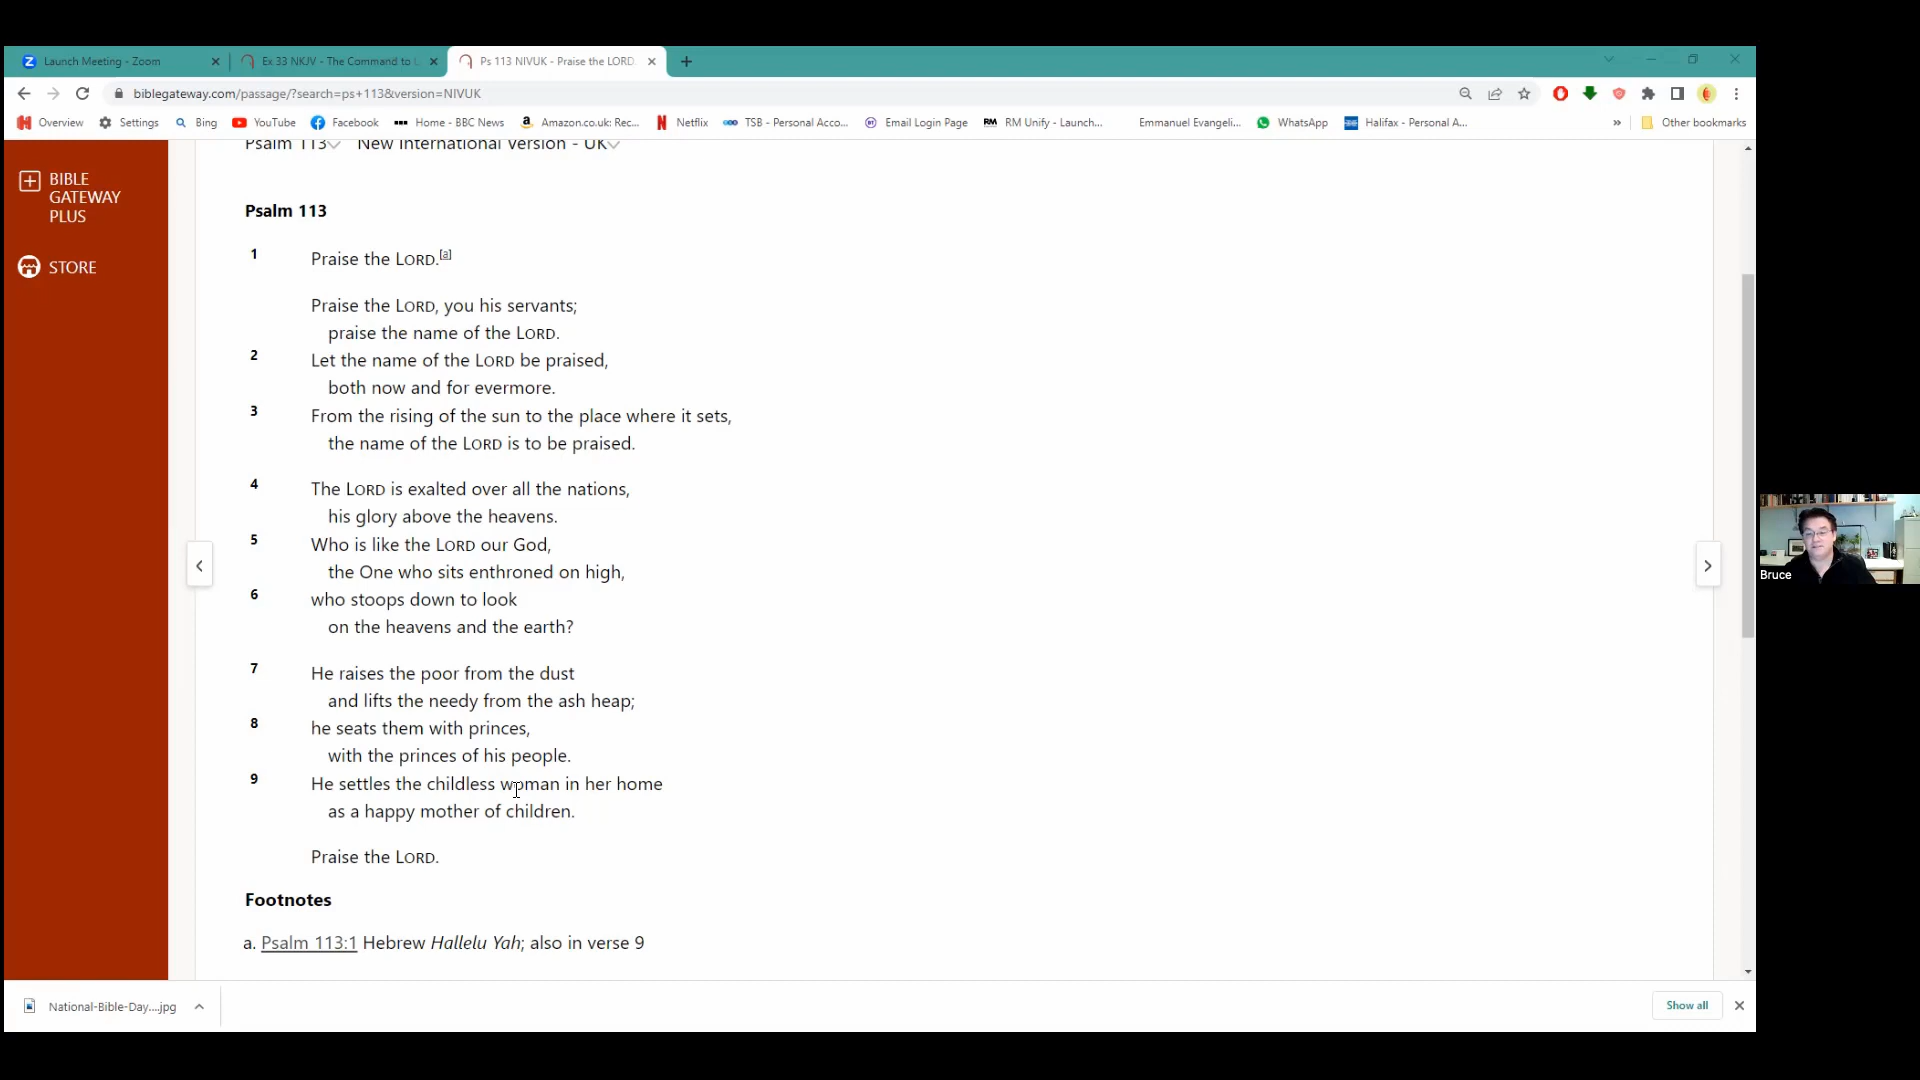 Launch Meeting - Zoom
Ex 33 NKJV - The Command to L
Ps 113 NIVUK - Praise the LORD.
biblegateway.com/passage/?search=ps+113&version=NIVUK
Overview
Settings
Bing
YouTube
Facebook
Home - BBC News
Amazon.co.uk: Rec...
Netflix
TSB - Personal Acco...
Email Login Page
RM Unify - Launch...
Emmanuel Evangeli...
WhatsApp
Halifax - Personal A...
Other bookmarks
Psalm 113 New International Version - UK
BIBLE
GATEWAY
PLUS
STORE
Psalm 113
1 Praise the LORD.[a]
Praise the LORD, you his servants;
praise the name of the LORD.
2 Let the name of the LORD be praised,
both now and for evermore.
3 From the rising of the sun to the place where it sets,
the name of the LORD is to be praised.
4 The LORD is exalted over all the nations,
his glory above the heavens.
5 Who is like the LORD our God,
the One who sits enthroned on high,
6 who stoops down to look
on the heavens and the earth?
7 He raises the poor from the dust
and lifts the needy from the ash heap;
8 he seats them with princes,
with the princes of his people.
9 He settles the childless woman in her home
as a happy mother of children.
Praise the LORD.
Footnotes
a. Psalm 113:1 Hebrew Hallelu Yah; also in verse 9
Bruce
National-Bible-Day....jpg
Show all